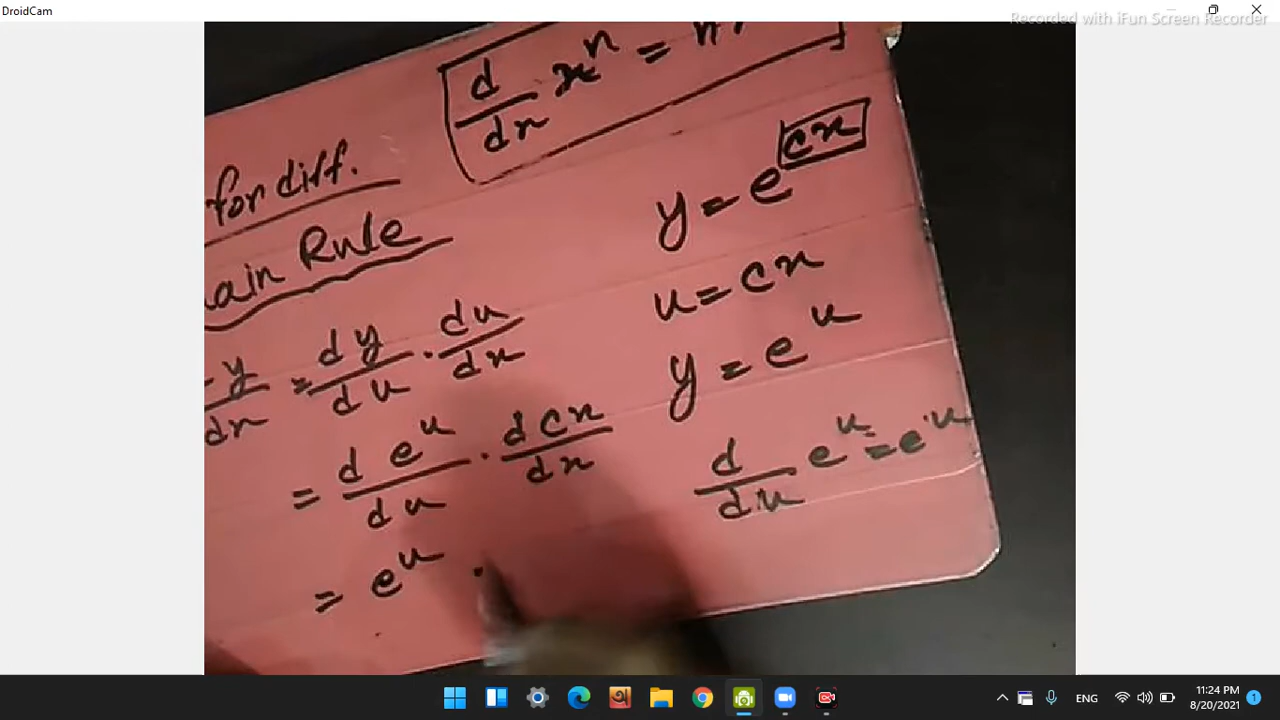 DroidCam
Recorded with iFun Screen Recorder
d/dx x^n = n
for diff.
ain Rule
y/dx = dy/du · du/dx
= d e^u/du · d cx/dx
= e^u ·
y = e^cx
u = cx
y = e^u
d/du e^u = e^u
ENG
11:24 PM
8/20/2021
1